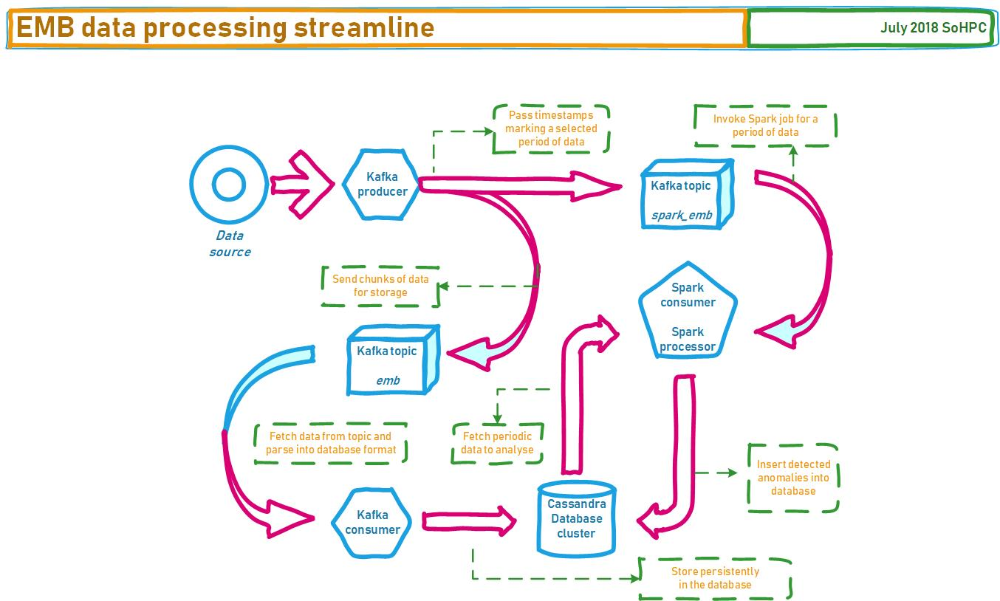 EMB data processing streamline
July 2018 SoHPC
Pass timestamps
marking a selected
period of data
Invoke Spark job for a
period of data
Kafka
producer
Kafka topic
spark_emb
Data
source
Send chunks of data
for storage
Spark
consumer
Spark
processor
Kafka topic
emb
Fetch data from topic and
parse into database format
Fetch periodic
data to analyse
Insert detected
anomalies into
database
Kafka
consumer
Cassandra
Database
cluster
Store persistently
in the database